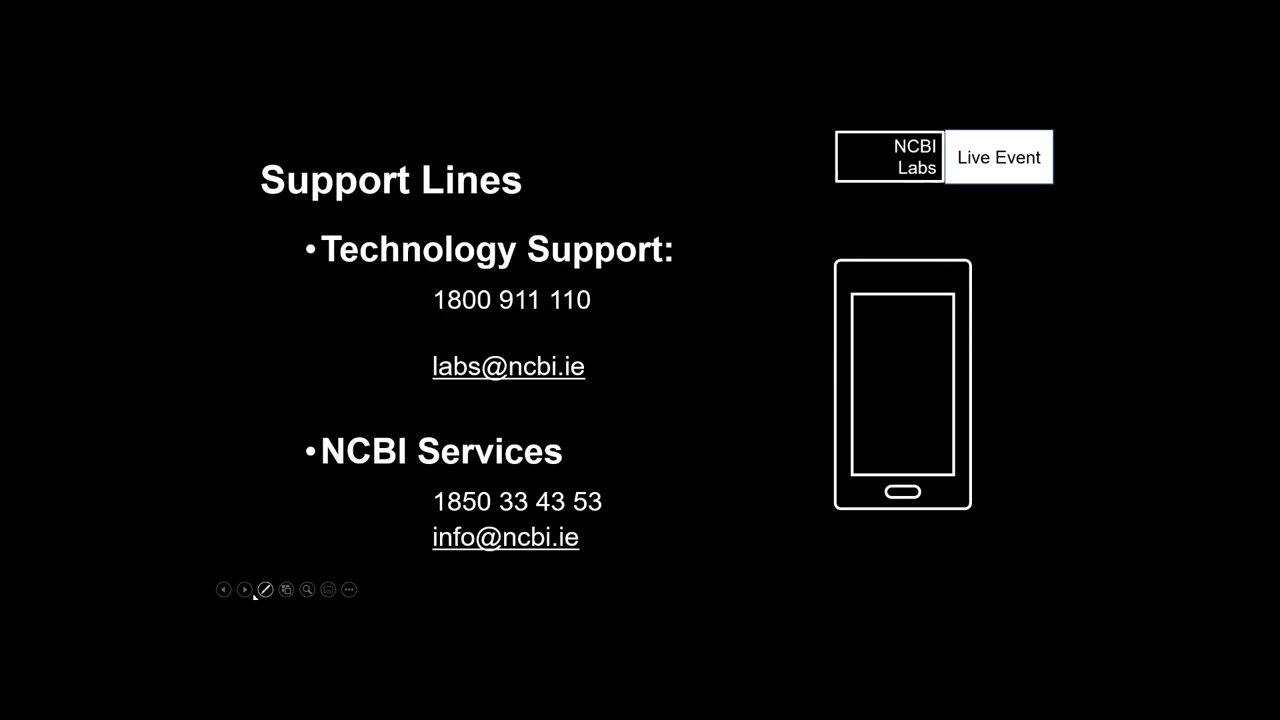 NCBI
Labs
Live Event
Support Lines
•Technology Support:
1800 911 110
labs@ncbi.ie
•NCBI Services
1850 33 43 53
info@ncbi.ie